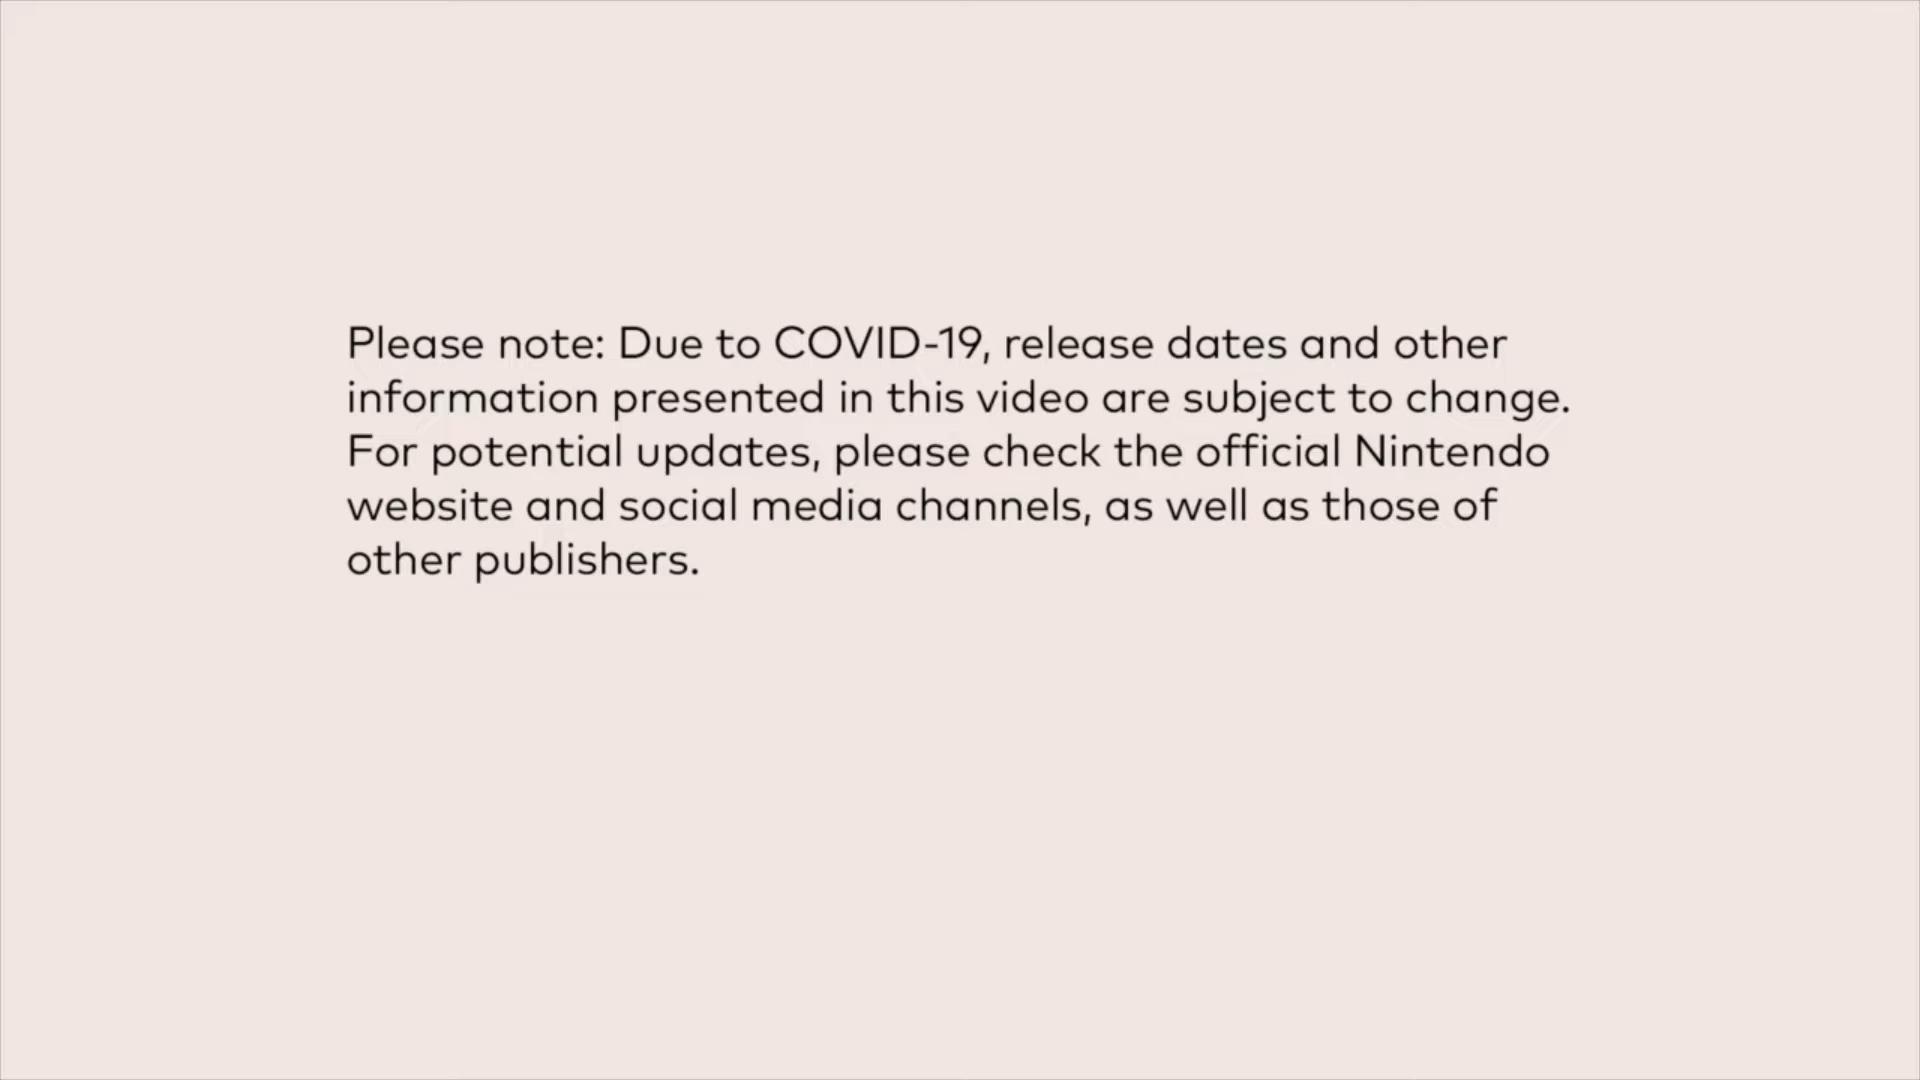 Please note: Due to COVID-19, release dates and other
information presented in this video are subject to change.
For potential updates, please check the official Nintendo
website and social media channels, as well as those of
other publishers.